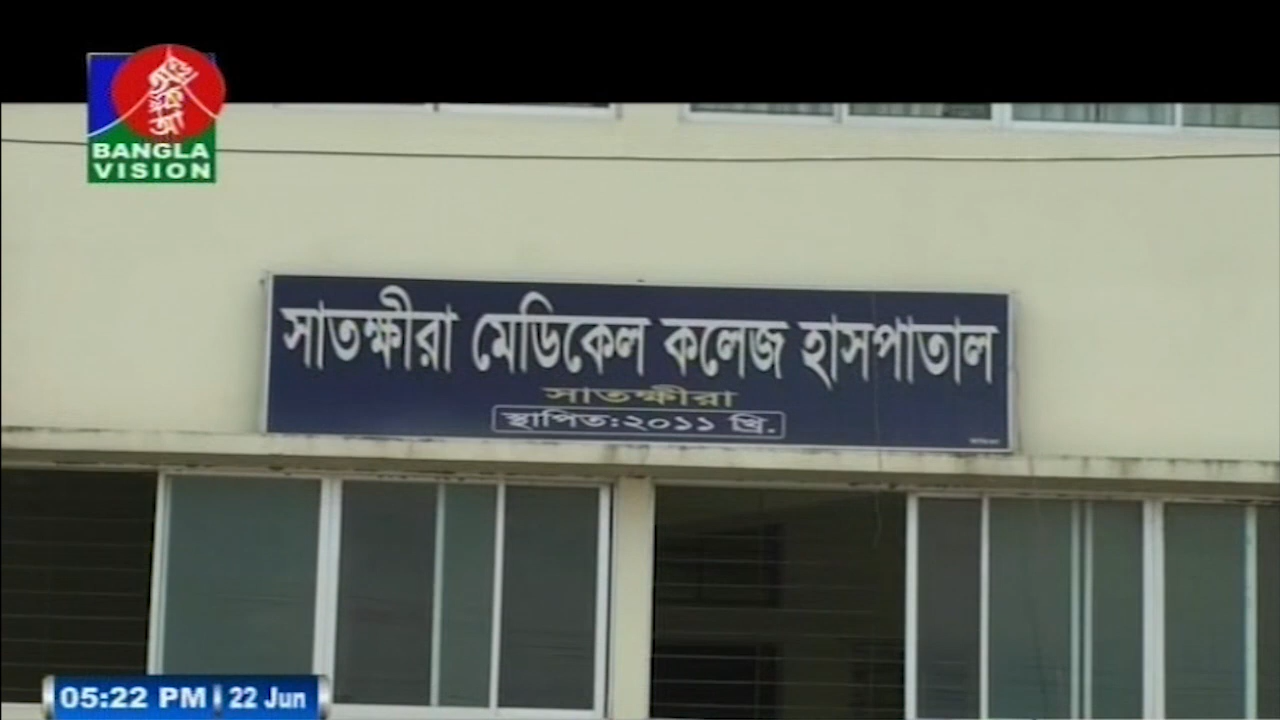 BANGLA
VISION
সাতক্ষীরা মেডিকেল কলেজ হাসপাতাল
সাতক্ষীরা
স্থাপিত:২০১১ খ্রি.
05:22 PM 22 Jun